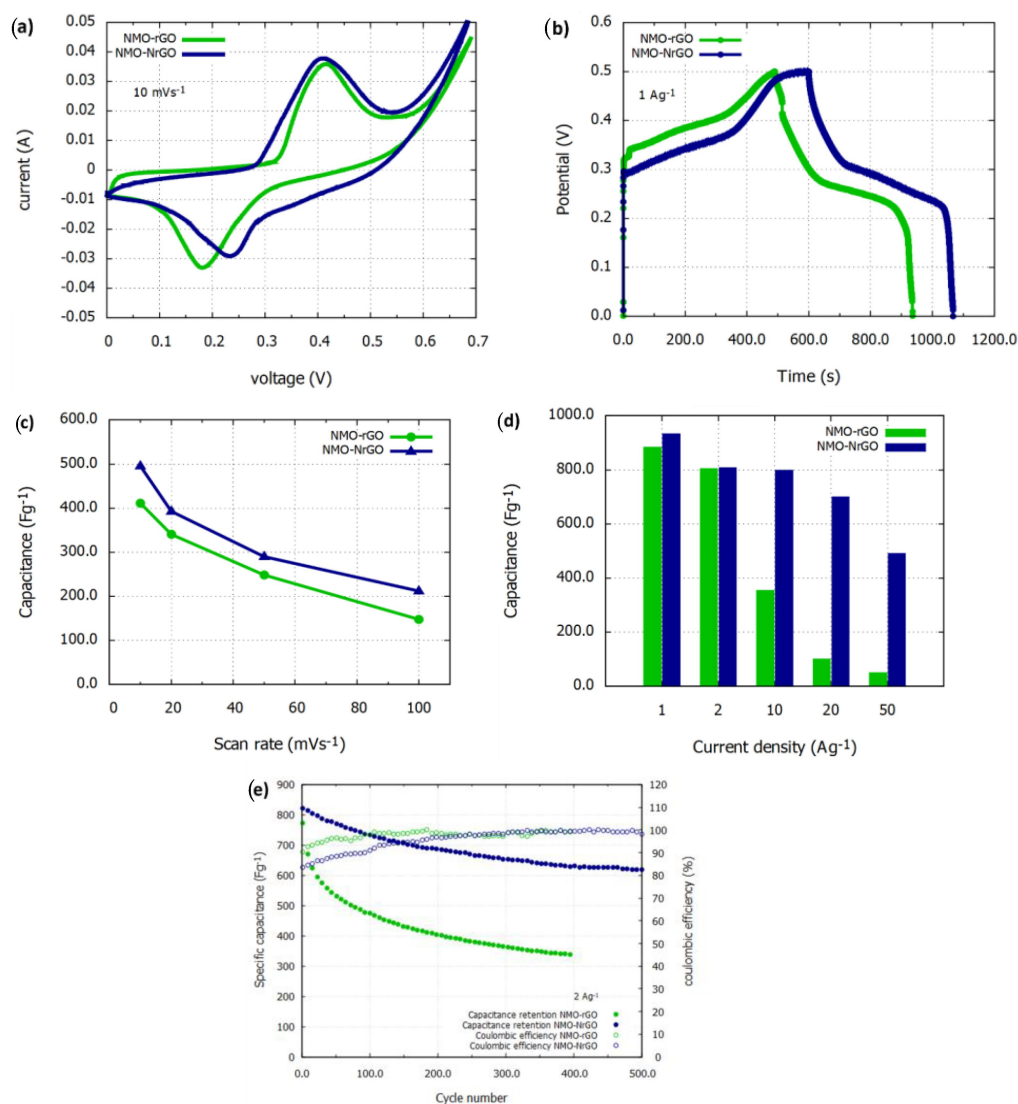 (a)
NMO-rGO
NMO-NrGO
10 mVs-1
current (A)
0.05
0.04
0.03
0.02
0.01
0
-0.01
-0.02
-0.03
-0.04
-0.05
0 0.1 0.2 0.3 0.4 0.5 0.6 0.7
voltage (V)
(b)
NMO-rGO
NMO-NrGO
1 Ag-1
Potential (V)
0.6
0.5
0.4
0.3
0.2
0.1
0.0
0.0 200.0 400.0 600.0 800.0 1000.0 1200.0
Time (s)
(c)
NMO-rGO
NMO-NrGO
Capacitance (Fg-1)
600.0
500.0
400.0
300.0
200.0
100.0
0.0
0 20 40 60 80 100
Scan rate (mVs-1)
(d)
NMO-rGO
NMO-NrGO
Capacitance (Fg-1)
1000.0
800.0
600.0
400.0
200.0
0.0
1 2 10 20 50
Current density (Ag-1)
(e)
Specific capacitance (Fg-1)
900
800
700
600
500
400
300
200
100
0
coulombic efficiency (%)
120
110
100
90
80
70
60
50
40
30
20
10
0
2 Ag-1
Capacitance retention NMO-rGO
Capacitance retention NMO-NrGO
Coulombic efficiency NMO-rGO
Coulombic efficiency NMO-NrGO
0.0 100.0 200.0 300.0 400.0 500.0
Cycle number